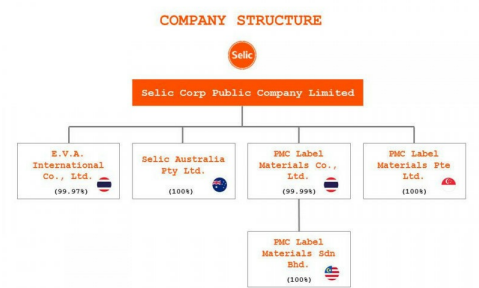 COMPANY STRUCTURE
Selic
Selic Corp Public Company Limited
E.V.A.
International
Co., Ltd.
(99.97%)
Selic Australia
Pty Ltd.
(100%)
PMC Label
Materials Co.,
Ltd.
(99.99%)
PMC Label
Materials Pte
Ltd.
(100%)
PMC Label
Materials Sdn
Bhd.
(100%)